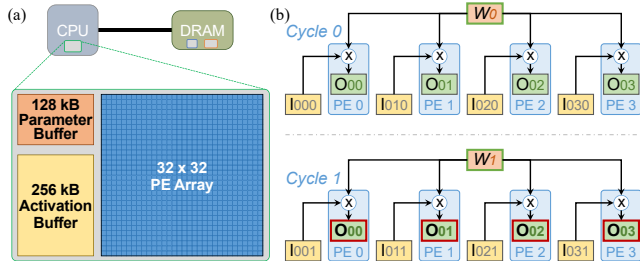 (a)
CPU
DRAM
128 kB
Parameter
Buffer
256 kB
Activation
Buffer
32 x 32
PE Array
(b)
Cycle 0
W0
X X X X
I000 O00 I010 O01 I020 O02 I030 O03
PE 0 PE 1 PE 2 PE 3
Cycle 1
W1
X X X X
I001 O00 I011 O01 I021 O02 I031 O03
PE 0 PE 1 PE 2 PE 3